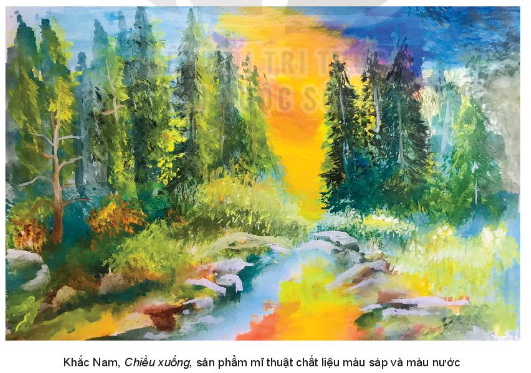 Khắc Nam, Chiều xuống, sản phẩm mĩ thuật chất liệu màu sáp và màu nước